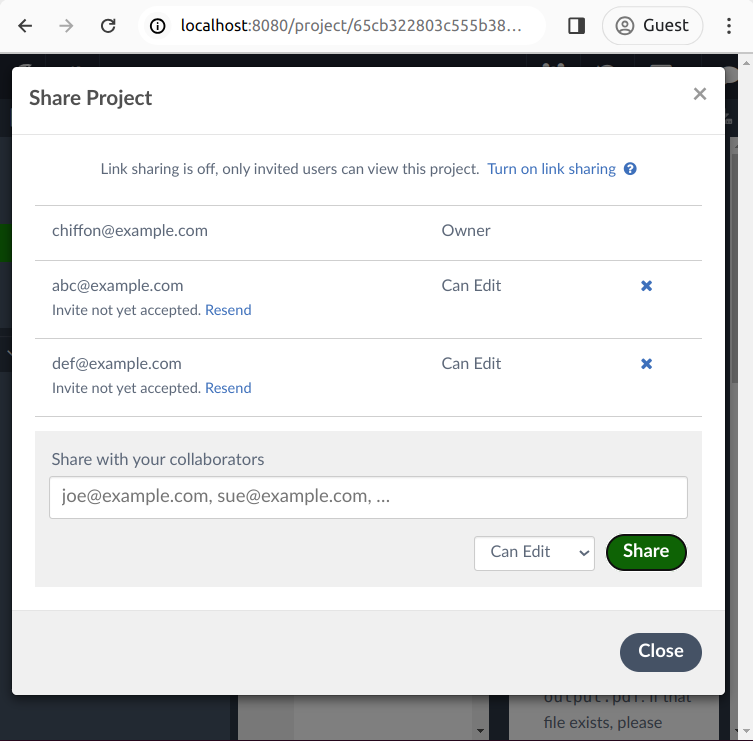 localhost:8080/project/65cb322803c555b38...
Guest
Share Project
×
Link sharing is off, only invited users can view this project. Turn on link sharing ?
chiffon@example.com Owner
abc@example.com Can Edit
Invite not yet accepted. Resend
def@example.com Can Edit
Invite not yet accepted. Resend
Share with your collaborators
joe@example.com, sue@example.com, ...
Can Edit Share
Close
output.pdf. If that
file exists, please